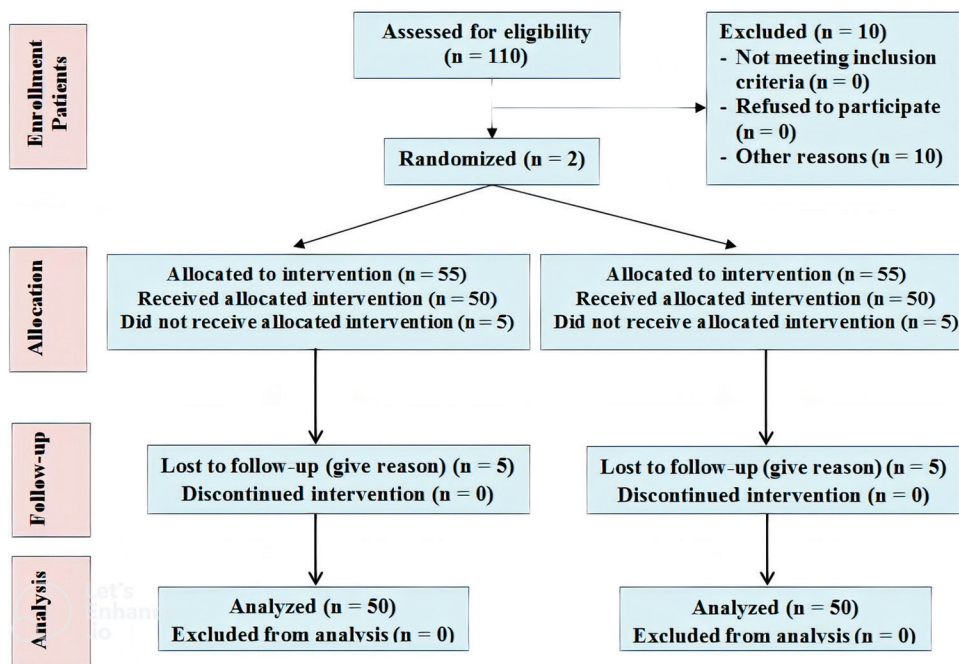 Enrollment
Patients
Assessed for eligibility
(n = 110)
Excluded (n = 10)
- Not meeting inclusion
criteria (n = 0)
- Refused to participate
(n = 0)
- Other reasons (n = 10)
Randomized (n = 2)
Allocation
Allocated to intervention (n = 55)
Received allocated intervention (n = 50)
Did not receive allocated intervention (n = 5)
Allocated to intervention (n = 55)
Received allocated intervention (n = 50)
Did not receive allocated intervention (n = 5)
Follow-up
Lost to follow-up (give reason) (n = 5)
Discontinued intervention (n = 0)
Lost to follow-up (give reason) (n = 5)
Discontinued intervention (n = 0)
Analysis
Let's
Enhance
io
Analyzed (n = 50)
Excluded from analysis (n = 0)
Analyzed (n = 50)
Excluded from analysis (n = 0)